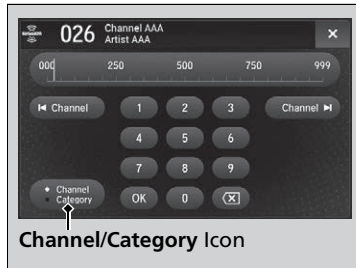 026 Channel AAA
Artist AAA
000 250 500 750 999
Channel 1 2 3 Channel
4 5 6
7 8 9
Channel
Category
OK 0
Channel/Category Icon